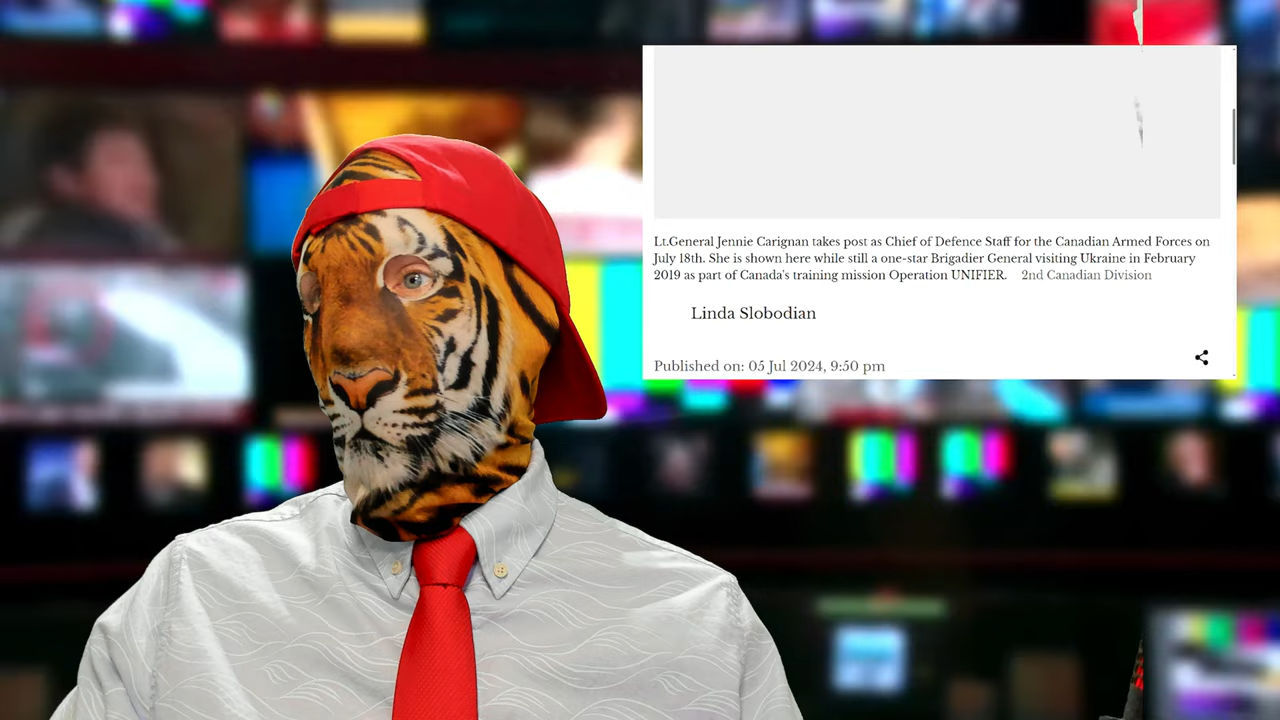 Lt.General Jennie Carignan takes post as Chief of Defence Staff for the Canadian Armed Forces on
July 18th. She is shown here while still a one-star Brigadier General visiting Ukraine in February
2019 as part of Canada's training mission Operation UNIFIER. 2nd Canadian Division
Linda Slobodian
Published on: 05 Jul 2024, 9:50 pm